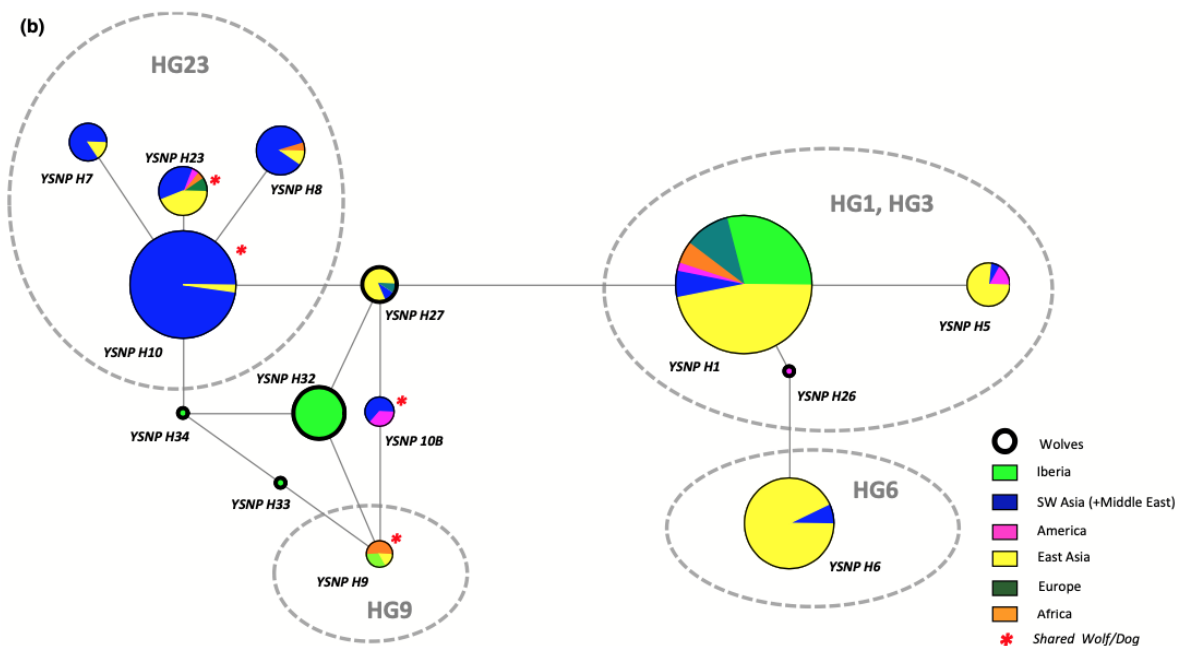 (b)
HG23
YSNP H7
YSNP H23
YSNP H8
HG1, HG3
YSNP H10
YSNP H27
YSNP H1
YSNP H5
YSNP H26
YSNP H32
YSNP H34
YSNP 10B
YSNP H33
YSNP H9
HG9
HG6
YSNP H6
Wolves
Iberia
SW Asia (+Middle East)
America
East Asia
Europe
Africa
* Shared Wolf/Dog